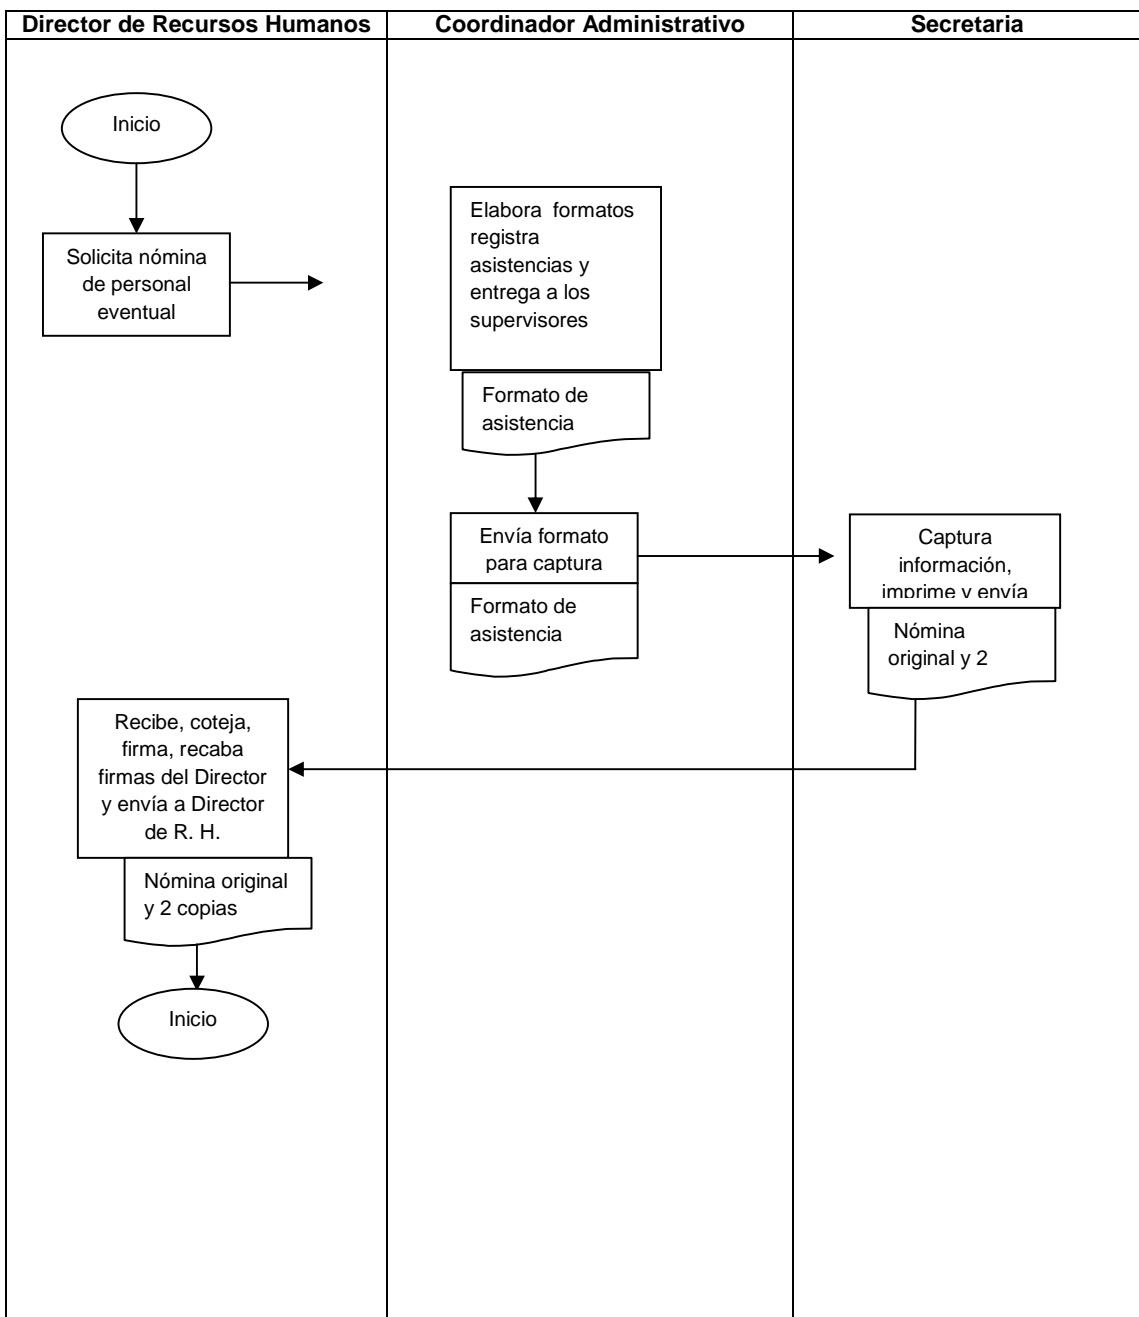 Director de Recursos Humanos
Coordinador Administrativo
Secretaria
Inicio
Solicita nómina
de personal
eventual
Elabora formatos
registra
asistencias y
entrega a los
supervisores
Formato de
asistencia
Envía formato
para captura
Formato de
asistencia
Captura
información,
imprime y envía
Nómina
original y 2
Recibe, coteja,
firma, recaba
firmas del Director
y envía a Director
de R. H.
Nómina original
y 2 copias
Inicio